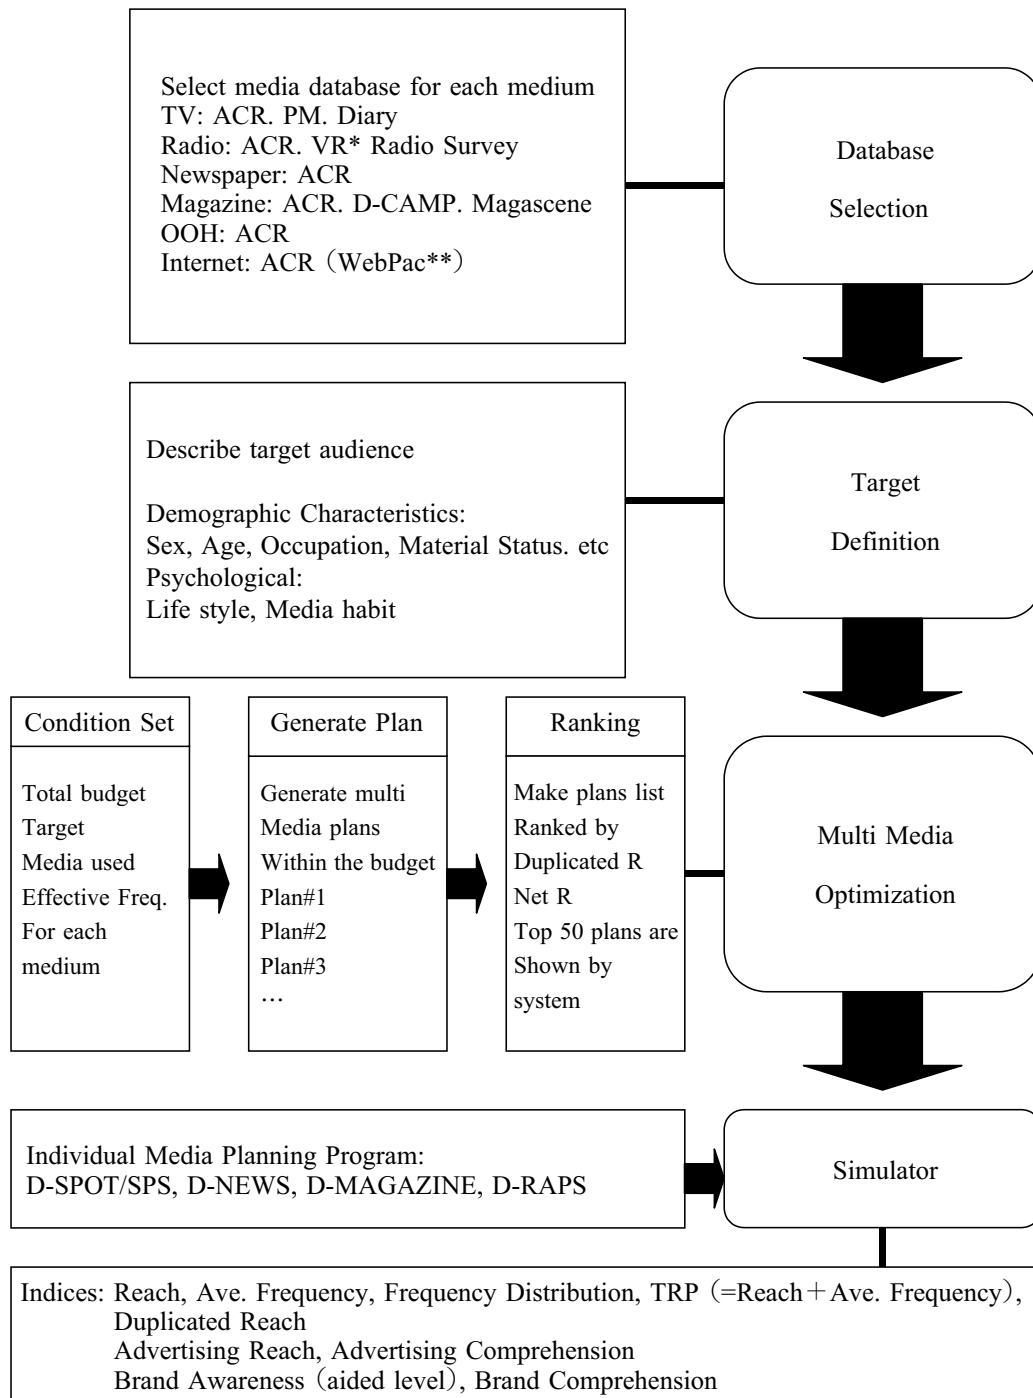 Select media database for each medium
TV: ACR. PM. Diary
Radio: ACR. VR* Radio Survey
Newspaper: ACR
Magazine: ACR. D-CAMP. Magascene
OOH: ACR
Internet: ACR（WebPac**）
Database
Selection
Describe target audience
Demographic Characteristics:
Sex, Age, Occupation, Material Status. etc
Psychological:
Life style, Media habit
Target
Definition
Condition Set
Total budget
Target
Media used
Effective Freq.
For each
medium
Generate Plan
Generate multi
Media plans
Within the budget
Plan#1
Plan#2
Plan#3
…
Ranking
Make plans list
Ranked by
Duplicated R
Net R
Top 50 plans are
Shown by
system
Multi Media
Optimization
Individual Media Planning Program:
D-SPOT/SPS, D-NEWS, D-MAGAZINE, D-RAPS
Simulator
Indices: Reach, Ave. Frequency, Frequency Distribution, TRP（=Reach＋Ave. Frequency）,
Duplicated Reach
Advertising Reach, Advertising Comprehension
Brand Awareness（aided level）, Brand Comprehension